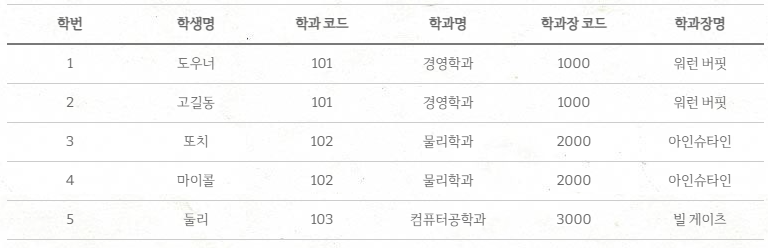 학번 학생명 학과 코드 학과명 학과장 코드 학과장명
1 도우너 101 경영학과 1000 워런 버핏
2 고길동 101 경영학과 1000 워런 버핏
3 또치 102 물리학과 2000 아인슈타인
4 마이콜 102 물리학과 2000 아인슈타인
5 둘리 103 컴퓨터공학과 3000 빌 게이츠